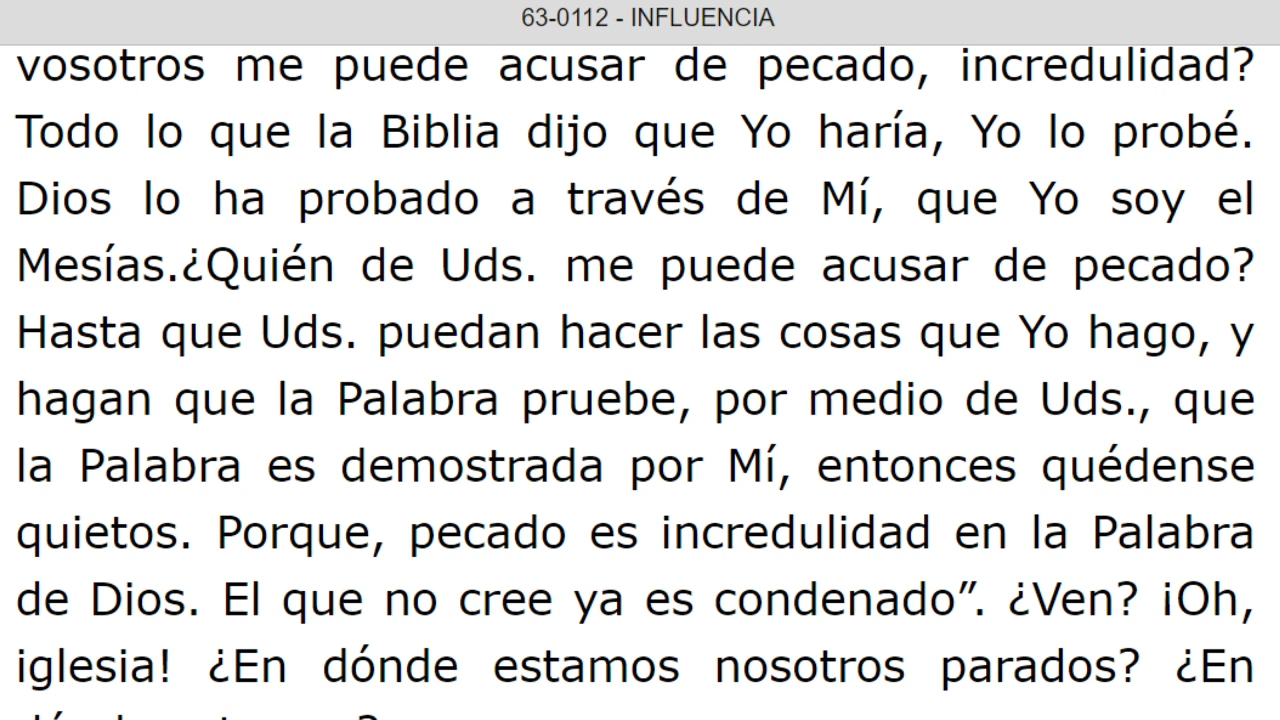 63-0112 - INFLUENCIA
vosotros me puede acusar de pecado, incredulidad?
Todo lo que la Biblia dijo que Yo haría, Yo lo probé.
Dios lo ha probado a través de Mí, que Yo soy el
Mesías.¿Quién de Uds. me puede acusar de pecado?
Hasta que Uds. puedan hacer las cosas que Yo hago, y
hagan que la Palabra pruebe, por medio de Uds., que
la Palabra es demostrada por Mí, entonces quédense
quietos. Porque, pecado es incredulidad en la Palabra
de Dios. El que no cree ya es condenado”. ¿Ven? ¡Oh,
iglesia! ¿En dónde estamos nosotros parados? ¿En